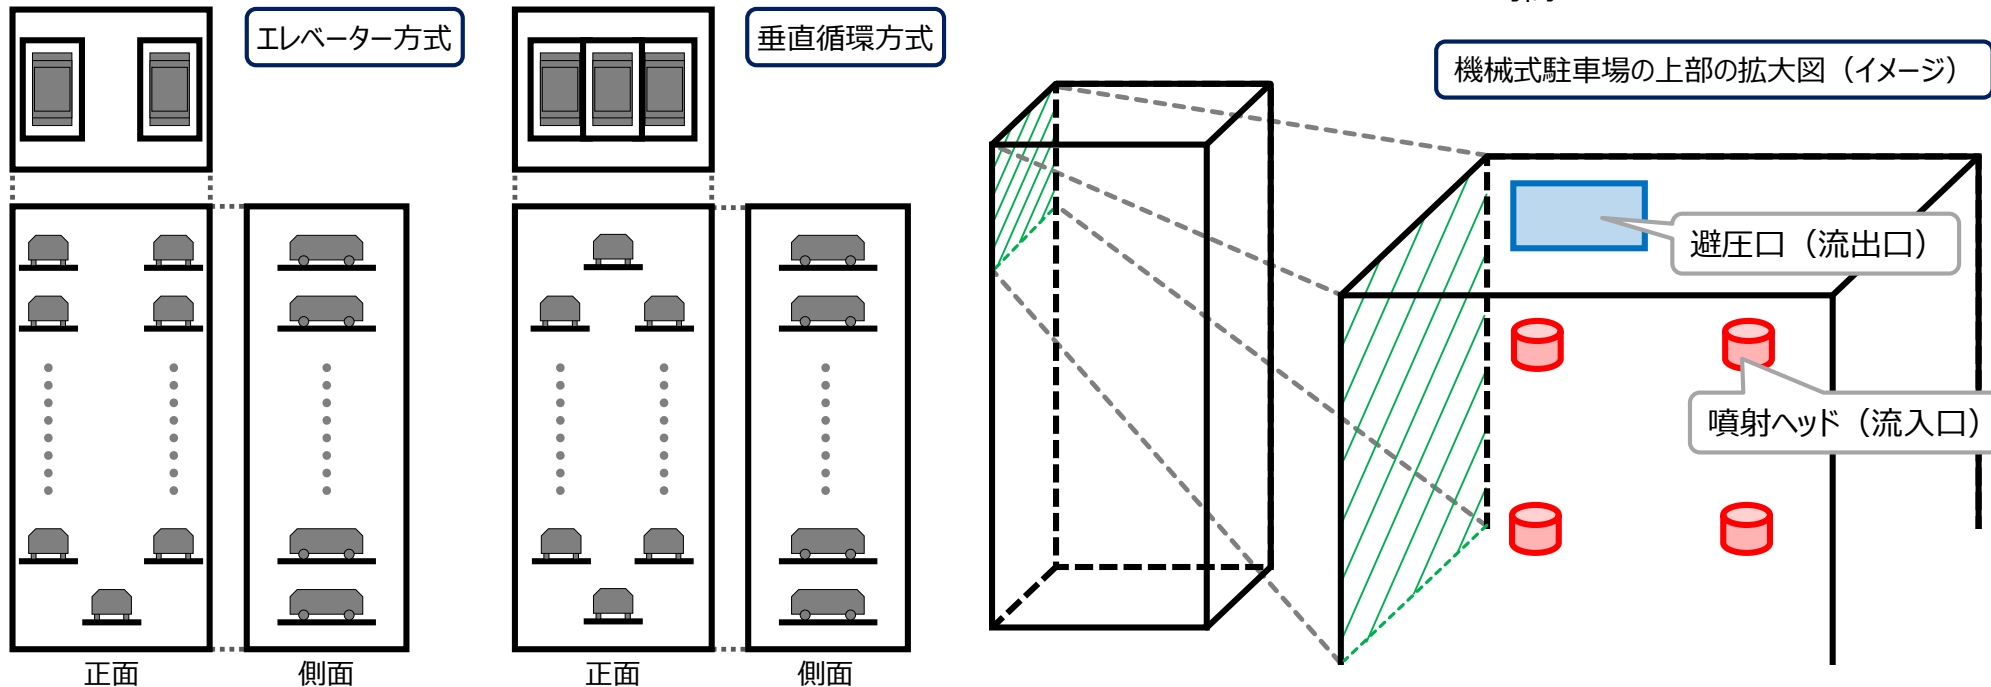 エレベーター方式
垂直循環方式
機械式駐車場の上部の拡大図（イメージ）
避圧口（流出口）
噴射ヘッド（流入口）
正面
側面
正面
側面